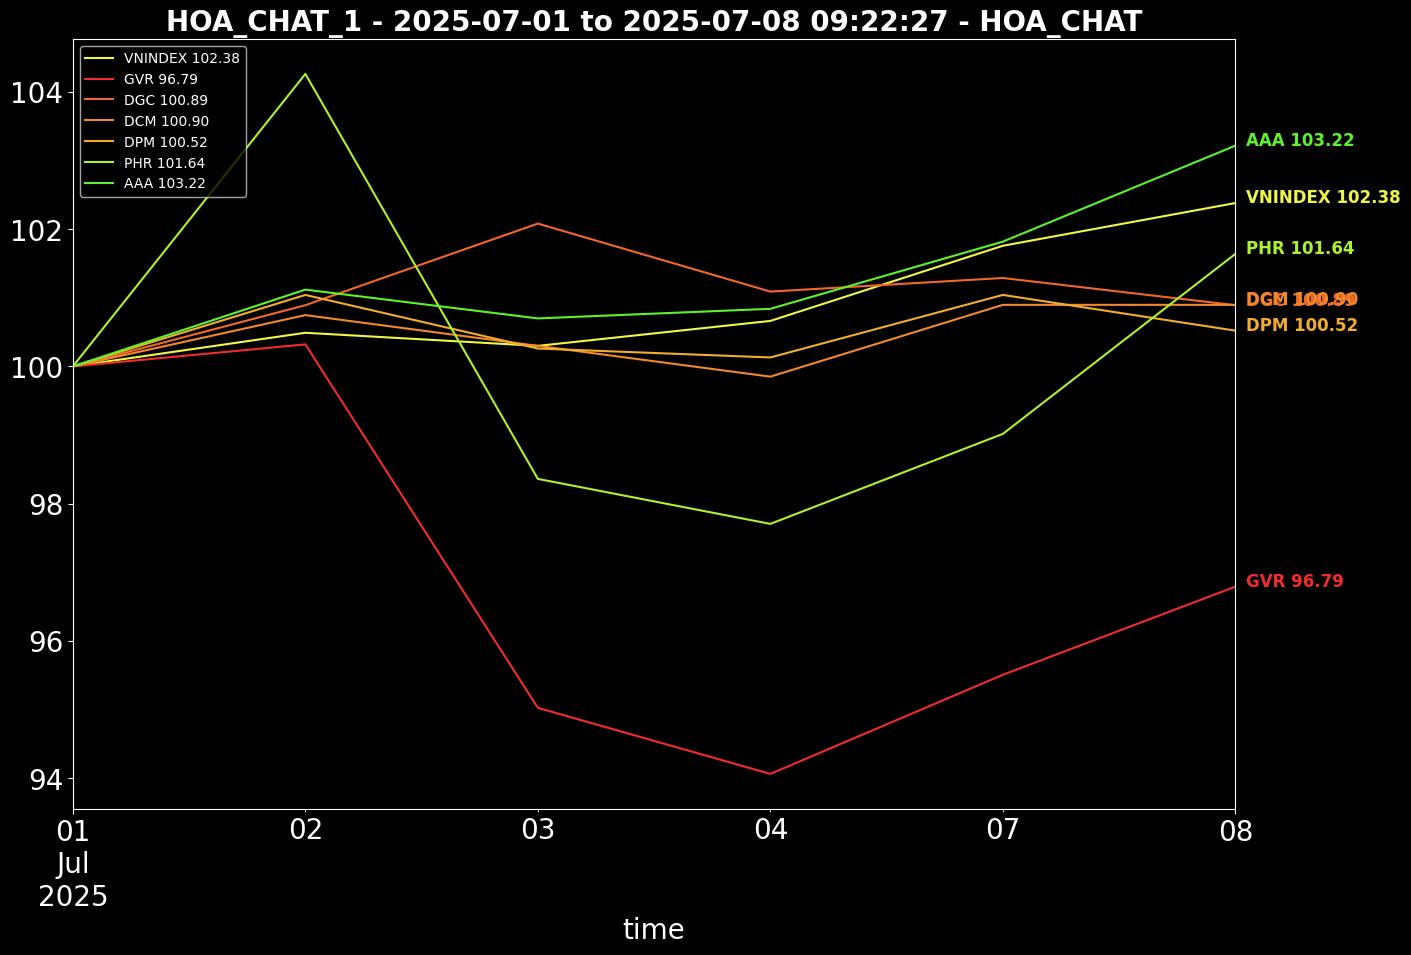 HOA_CHAT_1 - 2025-07-01 to 2025-07-08 09:22:27 - HOA_CHAT
VNINDEX 102.38
GVR 96.79
DGC 100.89
DCM 100.90
DPM 100.52
PHR 101.64
AAA 103.22
104
102
100
98
96
94
AAA 103.22
VNINDEX 102.38
PHR 101.64
DPM 100.52
GVR 96.79
01
02
03
04
07
08
Jul
2025
time